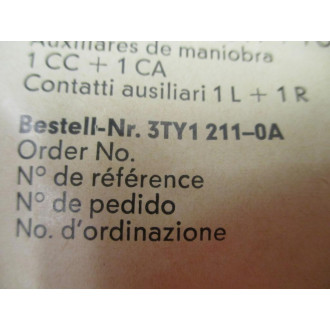 Auxiliares de maniobra
1 CC + 1 CA
Contatti ausiliari 1 L + 1 R
Bestell-Nr. 3TY1 211–0A
Order No.
N° de référence
N° de pedido
No. d'ordinazione